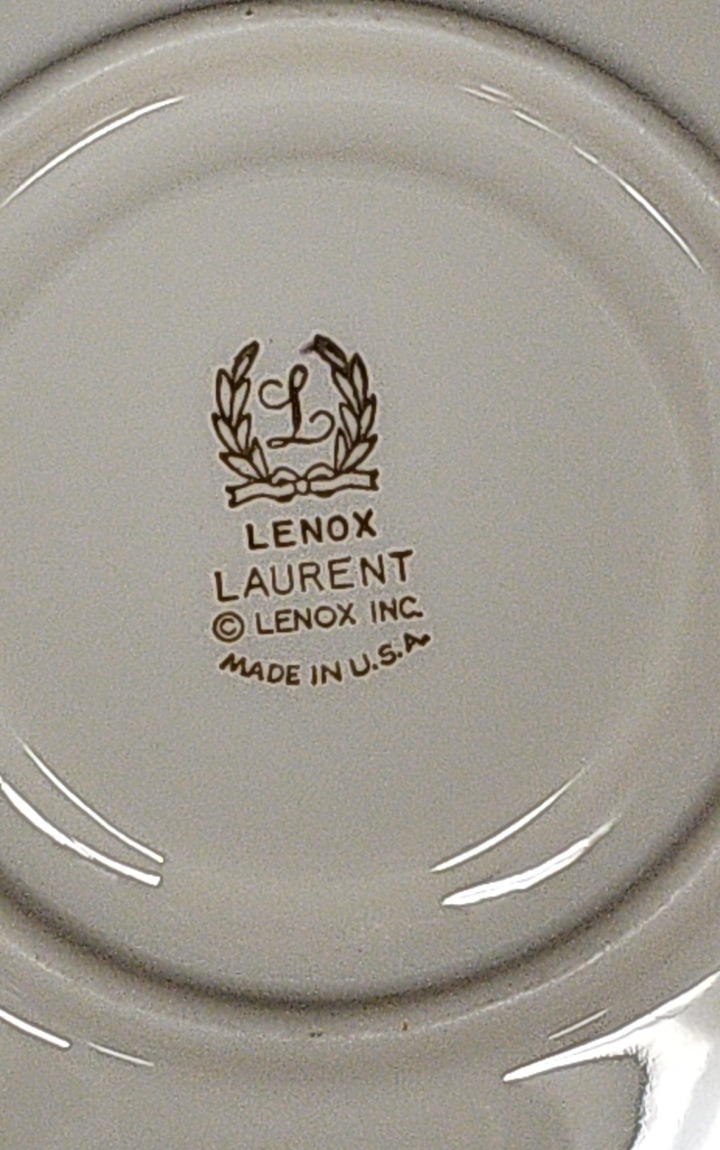 L
LENOX
LAURENT
© LENOX INC.
MADE IN U.S.A.